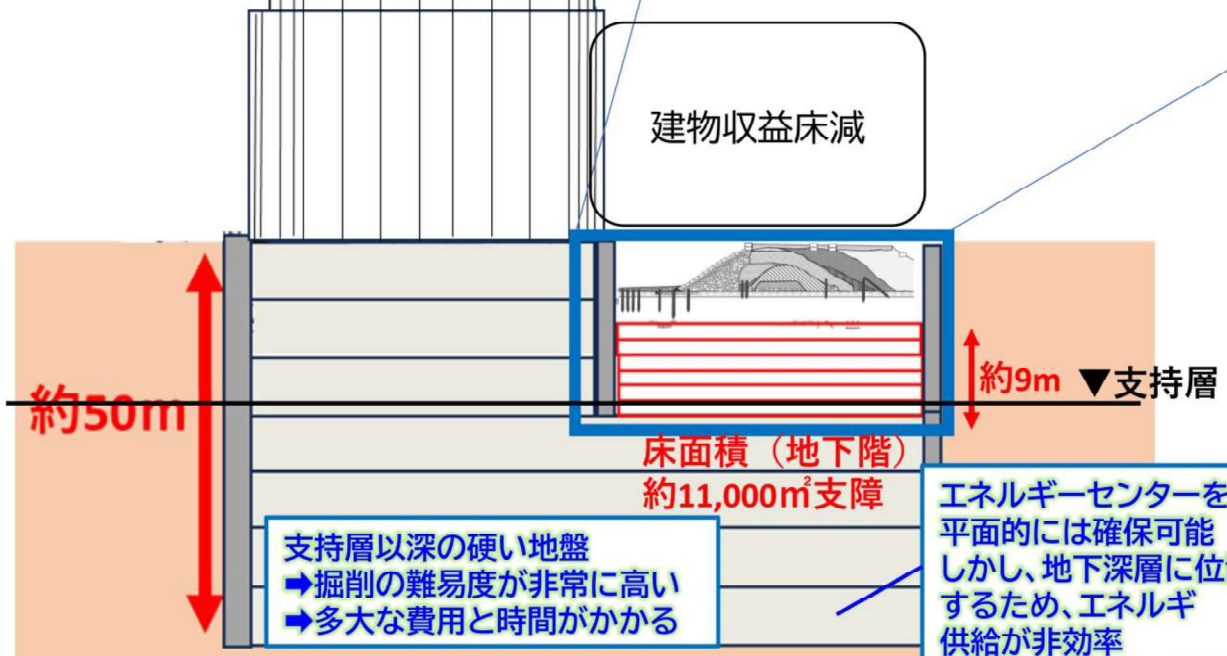 建物収益床減
約50m
約9m
▼支持層
床面積（地下階）
約11,000㎡支障
支持層以深の硬い地盤
➡掘削の難易度が非常に高い
➡多大な費用と時間がかかる
エネルギーセンターを
平面的には確保可能
しかし、地下深層に位
するため、エネルギ
供給が非効率